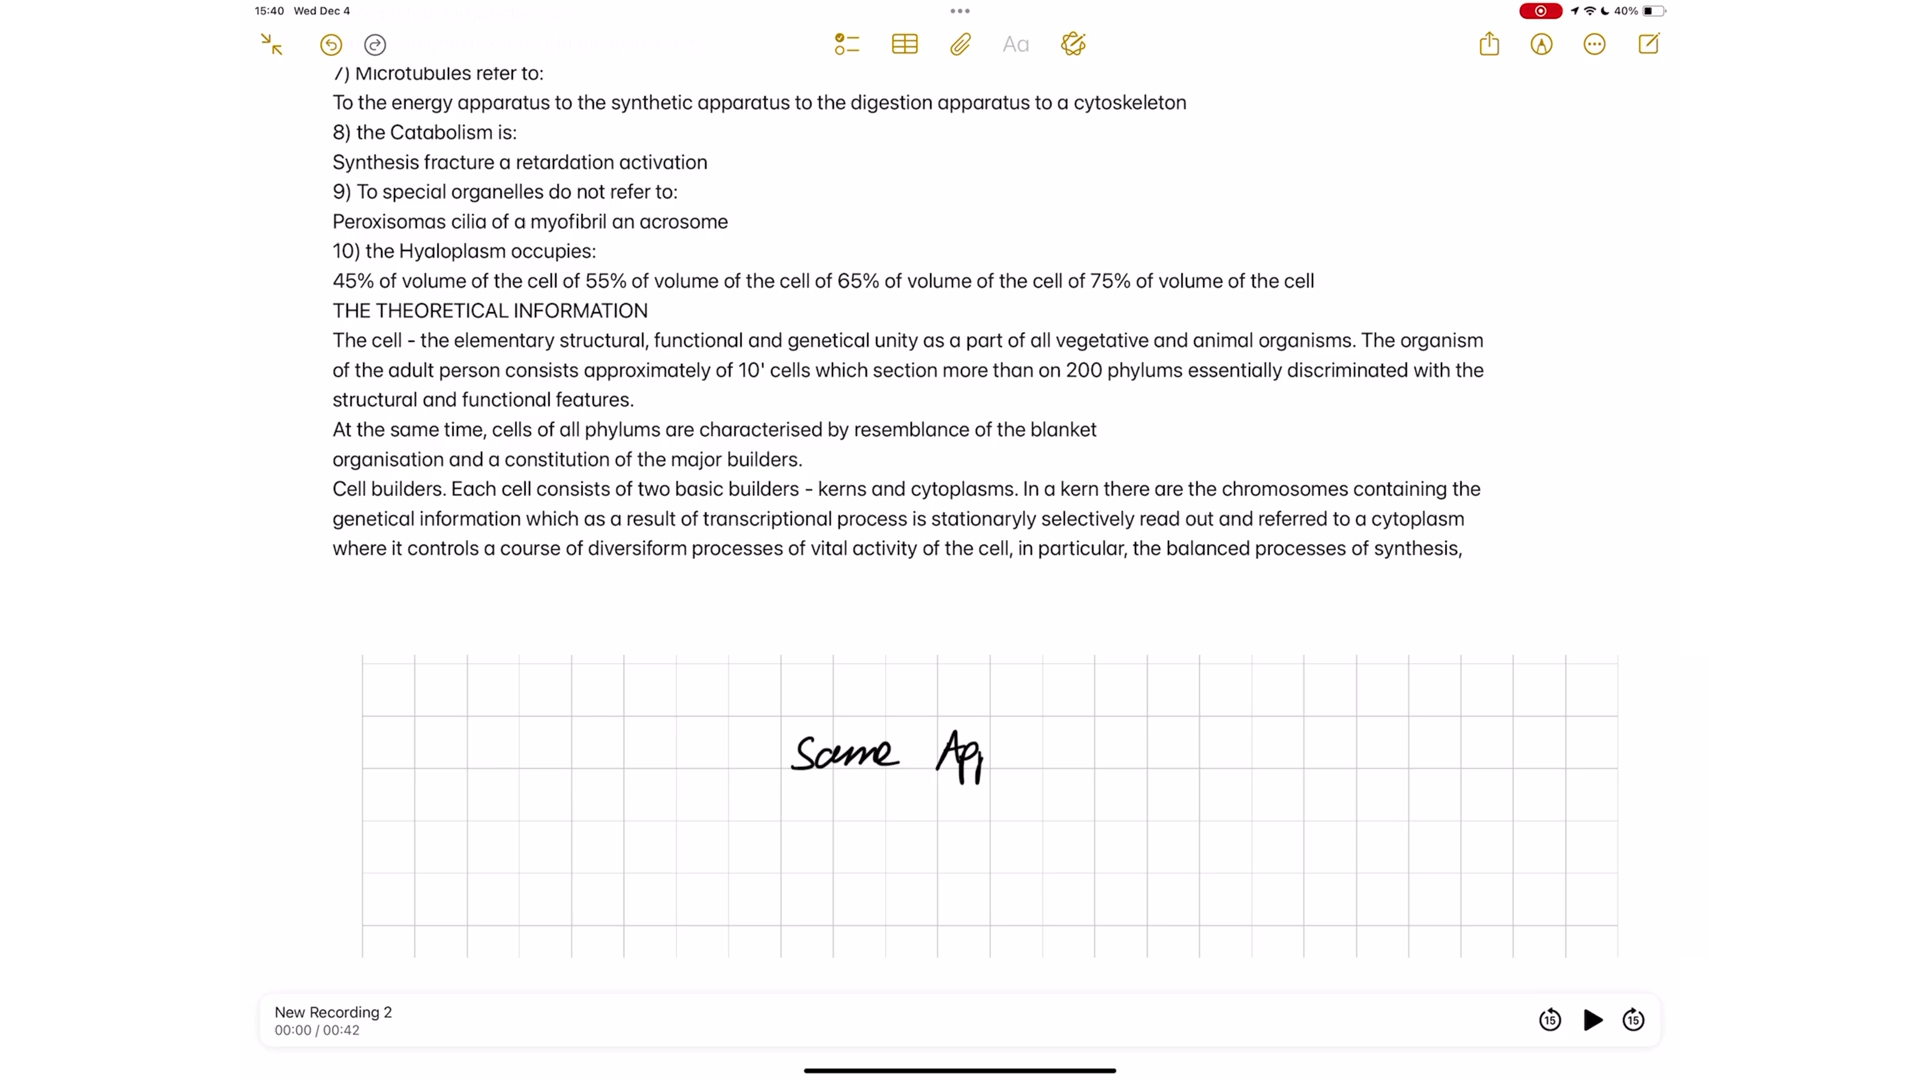 15:40 Wed Dec 4
40%
Aa
7) Microtubules refer to:
To the energy apparatus to the synthetic apparatus to the digestion apparatus to a cytoskeleton
8) the Catabolism is:
Synthesis fracture a retardation activation
9) To special organelles do not refer to:
Peroxisomas cilia of a myofibril an acrosome
10) the Hyaloplasm occupies:
45% of volume of the cell of 55% of volume of the cell of 65% of volume of the cell of 75% of volume of the cell
THE THEORETICAL INFORMATION
The cell - the elementary structural, functional and genetical unity as a part of all vegetative and animal organisms. The organism
of the adult person consists approximately of 10' cells which section more than on 200 phylums essentially discriminated with the
structural and functional features.
At the same time, cells of all phylums are characterised by resemblance of the blanket
organisation and a constitution of the major builders.
Cell builders. Each cell consists of two basic builders - kerns and cytoplasms. In a kern there are the chromosomes containing the
genetical information which as a result of transcriptional process is stationaryly selectively read out and referred to a cytoplasm
where it controls a course of diversiform processes of vital activity of the cell, in particular, the balanced processes of synthesis,
Same App
New Recording 2
00:00 / 00:42
15 15